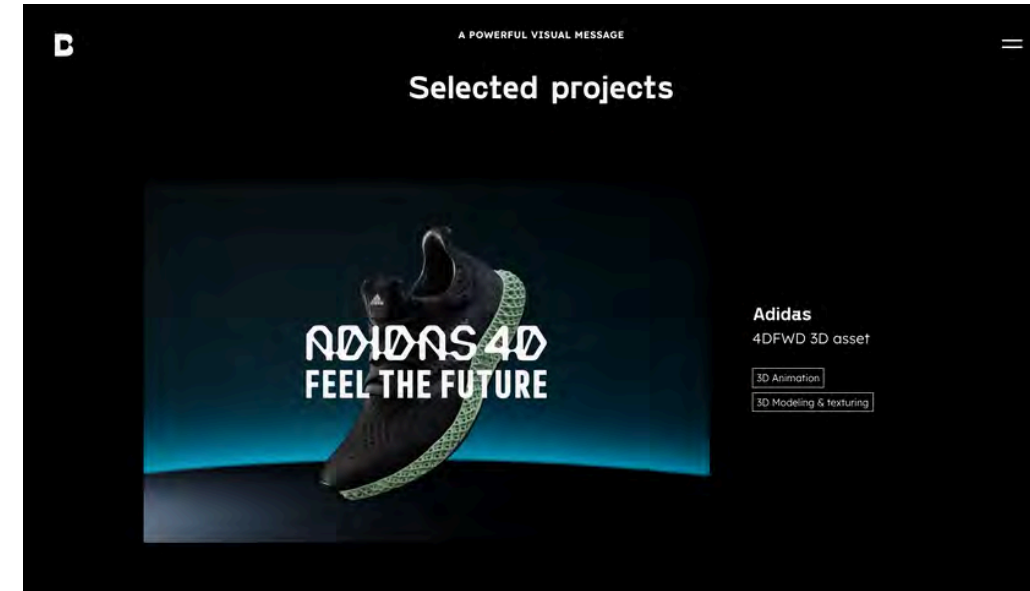 B
A POWERFUL VISUAL MESSAGE
Selected projects
ADIDAS 4D
FEEL THE FUTURE
Adidas
4DFWD 3D asset
3D Animation
3D Modeling & texturing